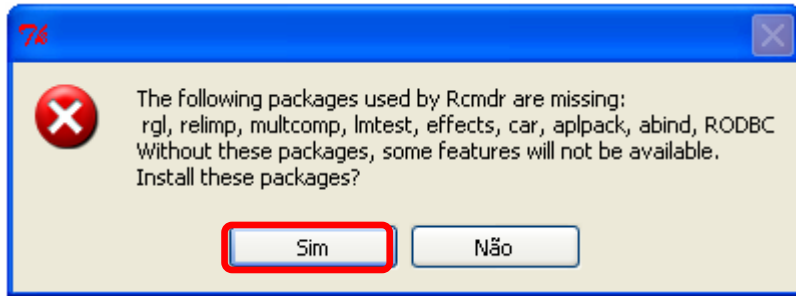 7k
The following packages used by Rcmdr are missing:
rgl, relimp, multcomp, lmtest, effects, car, aplpack, abind, RODBC
Without these packages, some features will not be available.
Install these packages?
Sim Não